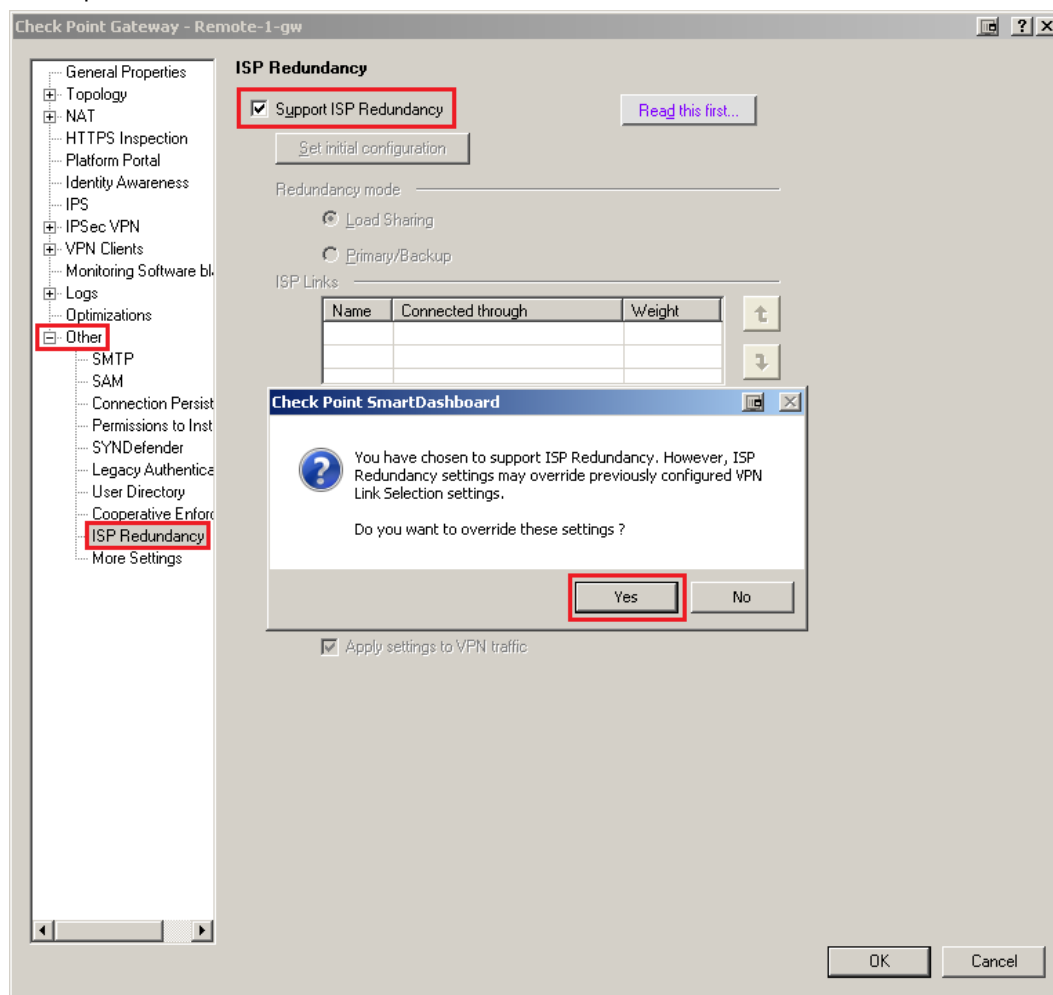 Check Point Gateway - Remote-1-gw
General Properties
Topology
NAT
HTTPS Inspection
Platform Portal
Identity Awareness
IPS
IPSec VPN
VPN Clients
Monitoring Software bl
Logs
Optimizations
Other
SMTP
SAM
Connection Persist
Permissions to Inst
SYNDefender
Legacy Authentica
User Directory
Cooperative Enforc
ISP Redundancy
More Settings
ISP Redundancy
Support ISP Redundancy
Read this first...
Set initial configuration
Redundancy mode
Load Sharing
Primary/Backup
ISP Links
Name Connected through Weight
Check Point SmartDashboard
You have chosen to support ISP Redundancy. However, ISP
Redundancy settings may override previously configured VPN
Link Selection settings.
Do you want to override these settings ?
Yes No
Apply settings to VPN traffic
OK Cancel